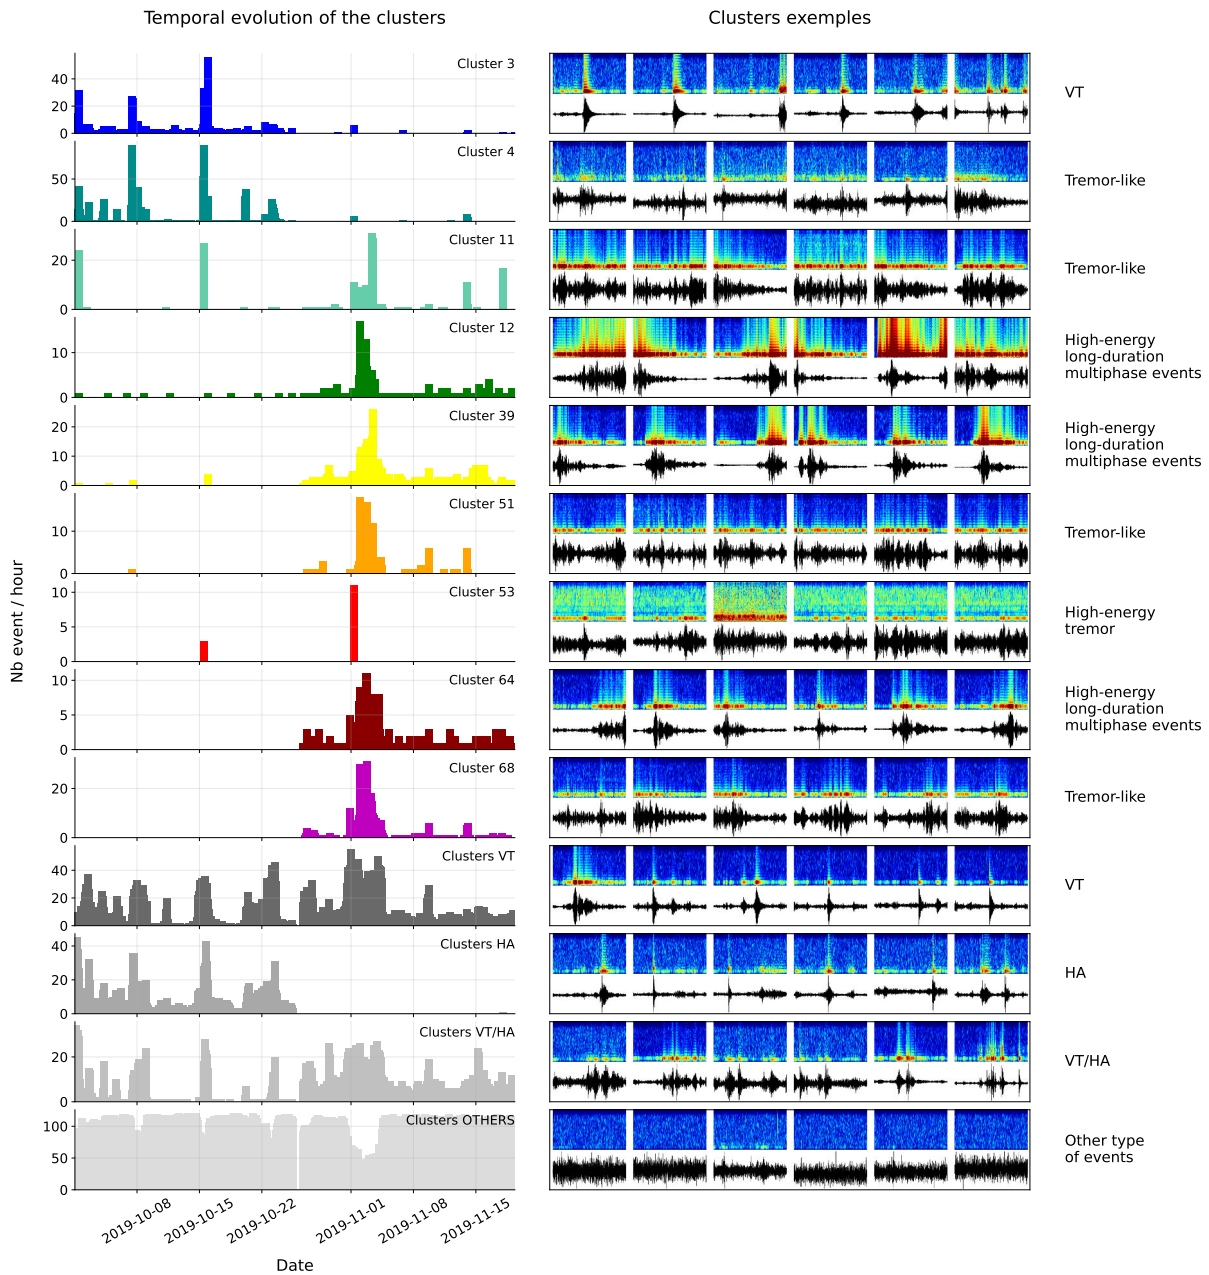 Temporal evolution of the clusters
Clusters exemples
Nb event / hour
40
20
0
Cluster 3
VT
50
0
Cluster 4
Tremor-like
20
0
Cluster 11
Tremor-like
10
0
Cluster 12
High-energy
long-duration
multiphase events
20
10
0
Cluster 39
High-energy
long-duration
multiphase events
10
0
Cluster 51
Tremor-like
10
5
0
Cluster 53
High-energy
tremor
10
5
0
Cluster 64
High-energy
long-duration
multiphase events
20
0
Cluster 68
Tremor-like
40
20
0
Clusters VT
VT
40
20
0
Clusters HA
HA
20
0
Clusters VT/HA
VT/HA
100
50
0
Clusters OTHERS
Other type
of events
2019-10-08
2019-10-15
2019-10-22
2019-11-01
2019-11-08
2019-11-15
Date